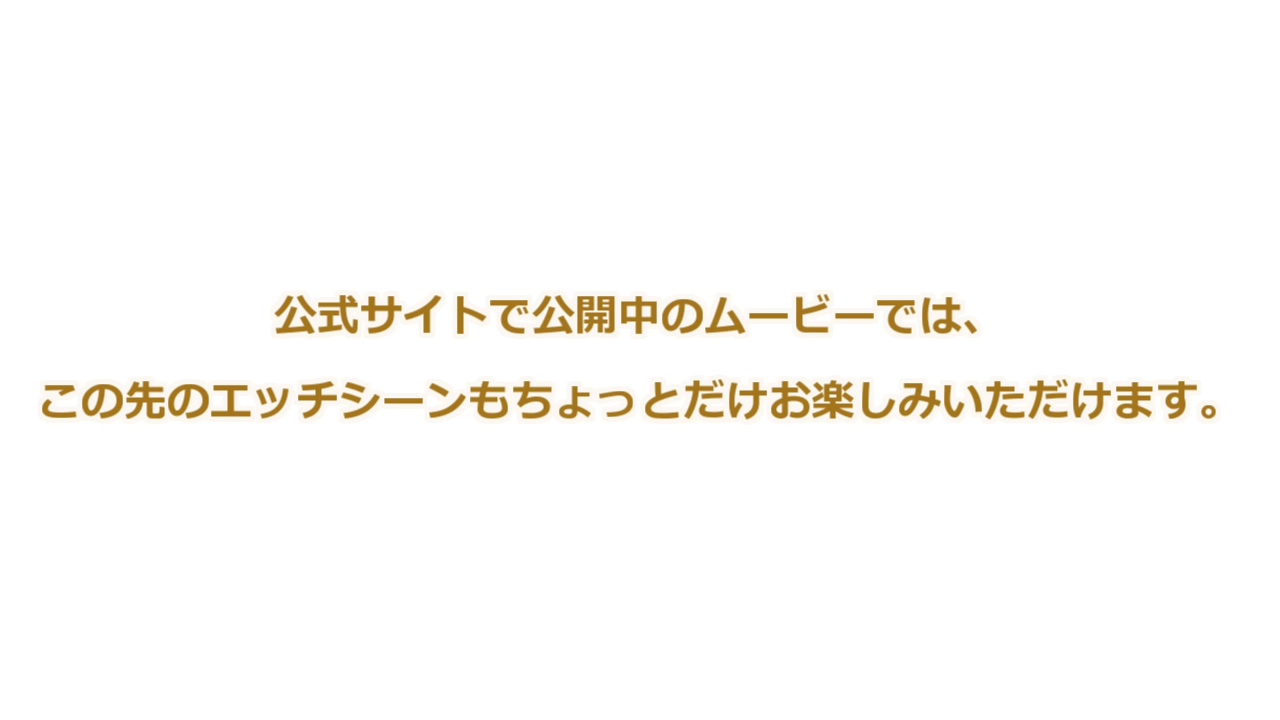 公式サイトで公開中のムービーでは、
この先のエッチシーンもちょっとだけお楽しみいただけます。